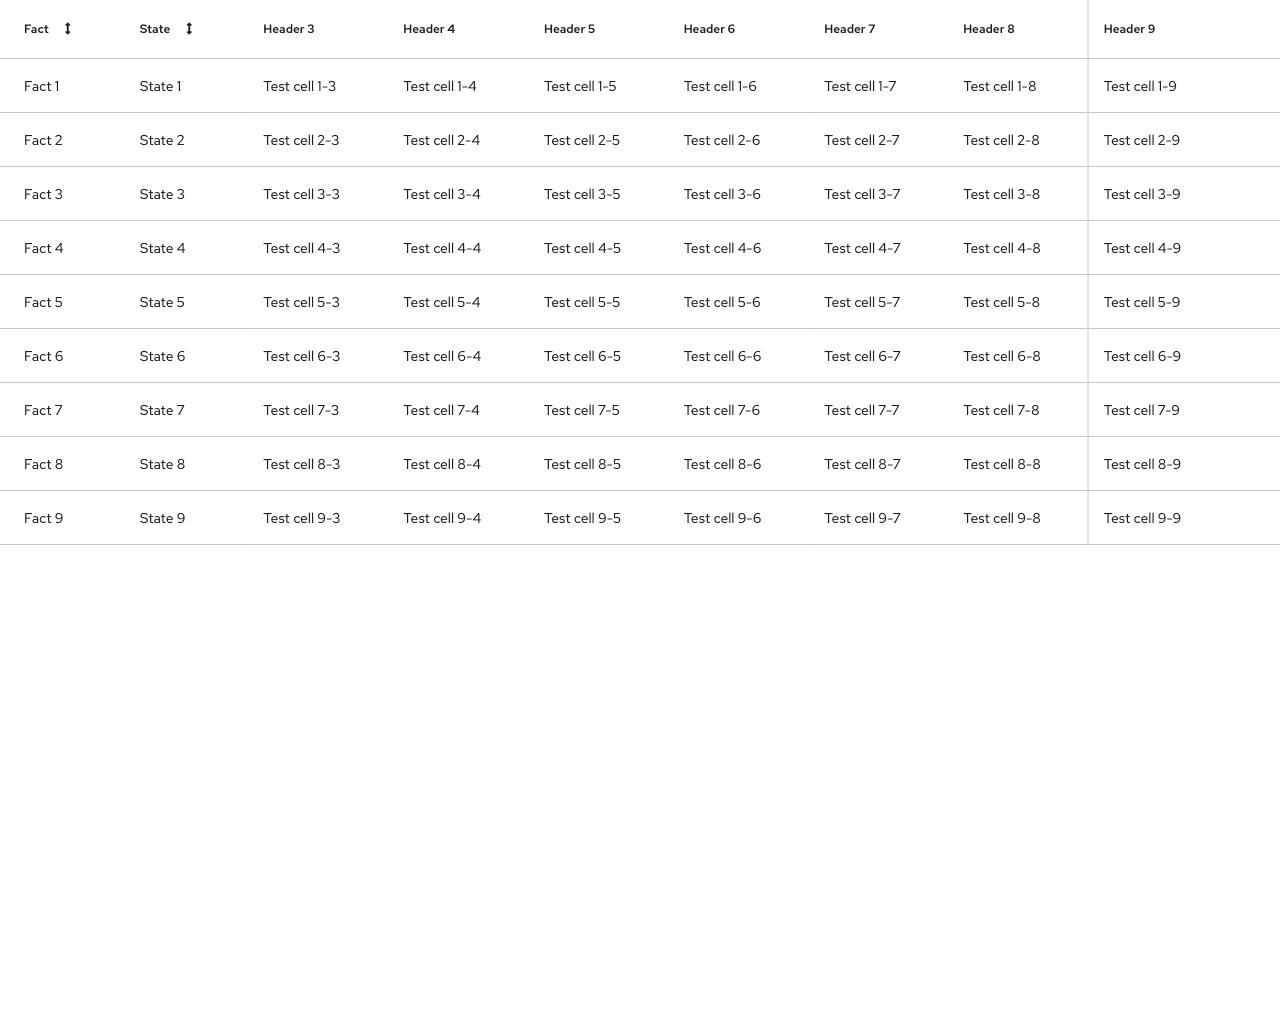 Fact State Header 3 Header 4 Header 5 Header 6 Header 7 Header 8 Header 9
Fact 1 State 1 Test cell 1-3 Test cell 1-4 Test cell 1-5 Test cell 1-6 Test cell 1-7 Test cell 1-8 Test cell 1-9
Fact 2 State 2 Test cell 2-3 Test cell 2-4 Test cell 2-5 Test cell 2-6 Test cell 2-7 Test cell 2-8 Test cell 2-9
Fact 3 State 3 Test cell 3-3 Test cell 3-4 Test cell 3-5 Test cell 3-6 Test cell 3-7 Test cell 3-8 Test cell 3-9
Fact 4 State 4 Test cell 4-3 Test cell 4-4 Test cell 4-5 Test cell 4-6 Test cell 4-7 Test cell 4-8 Test cell 4-9
Fact 5 State 5 Test cell 5-3 Test cell 5-4 Test cell 5-5 Test cell 5-6 Test cell 5-7 Test cell 5-8 Test cell 5-9
Fact 6 State 6 Test cell 6-3 Test cell 6-4 Test cell 6-5 Test cell 6-6 Test cell 6-7 Test cell 6-8 Test cell 6-9
Fact 7 State 7 Test cell 7-3 Test cell 7-4 Test cell 7-5 Test cell 7-6 Test cell 7-7 Test cell 7-8 Test cell 7-9
Fact 8 State 8 Test cell 8-3 Test cell 8-4 Test cell 8-5 Test cell 8-6 Test cell 8-7 Test cell 8-8 Test cell 8-9
Fact 9 State 9 Test cell 9-3 Test cell 9-4 Test cell 9-5 Test cell 9-6 Test cell 9-7 Test cell 9-8 Test cell 9-9